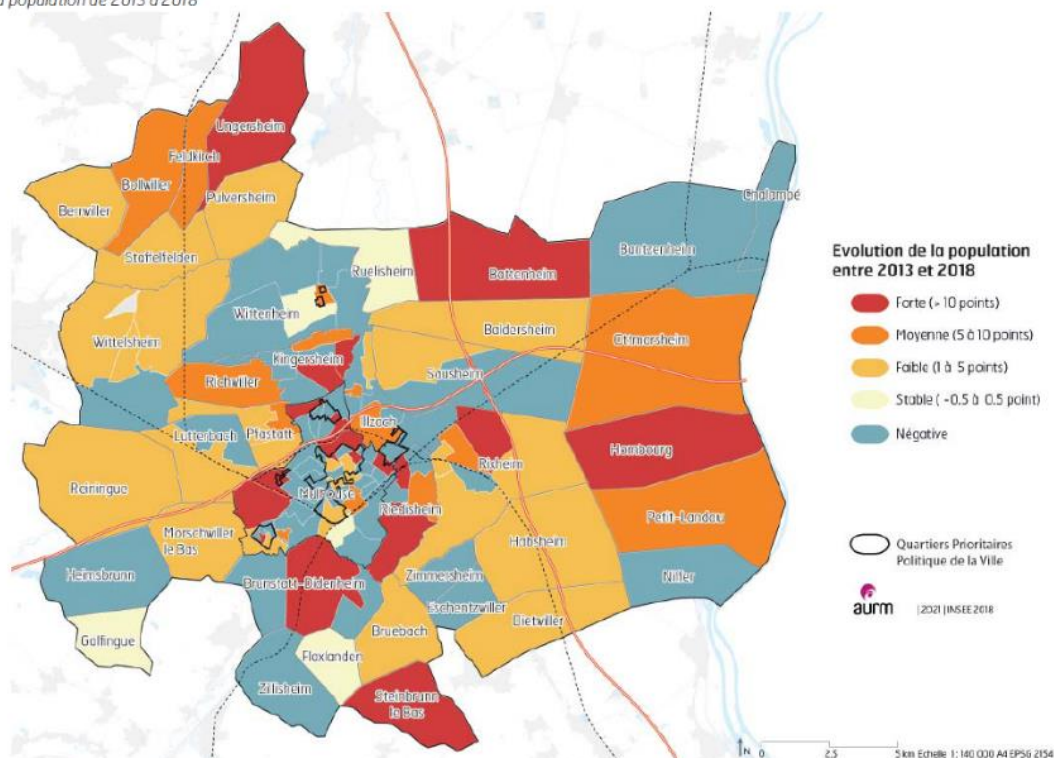 population de 2013 à 2018
Ungersheim
Feldkirch
Bollwiller
Pulversheim
Berrwiller
Staffelfelden
Chalampé
Bantzenheim
Ruelisheim
Battenheim
Wittenheim
Baldersheim
Ottmarsheim
Wittelsheim
Kingersheim
Sausheim
Richwiller
Illzach
Lutterbach
Pfastatt
Hombourg
Rixheim
Reiningue
Mulhouse
Riedisheim
Petit-Landau
Morschwiller
le Bas
Habsheim
Heimsbrunn
Brunstatt-Didenheim
Zimmersheim
Niffer
Eschentzwiller
Dietwiller
Galfingue
Bruebach
Flaxlanden
Zillisheim
Steinbrunn
le Bas
Evolution de la population
entre 2013 et 2018
Forte (> 10 points)
Moyenne (5 à 10 points)
Faible (1 à 5 points)
Stable ( -0.5 à 0.5 point)
Négative
Quartiers Prioritaires
Politique de la Ville
aurm
|2021|INSEE 2018
N 0 2,5 5 km Echelle 1: 140 000 A4 EPSG 2154